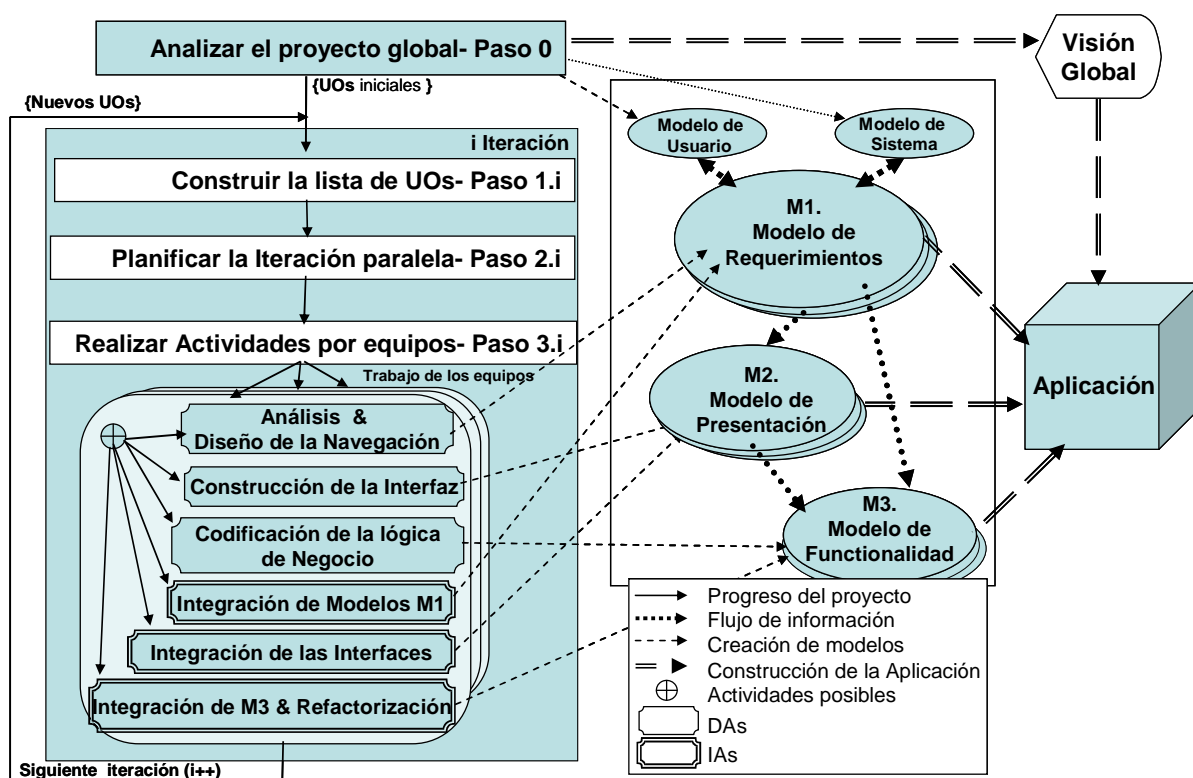 Analizar el proyecto global- Paso 0
Visión
Global
{UOs iniciales }
{Nuevos UOs}
i Iteración
Construir la lista de UOs- Paso 1.i
Planificar la Iteración paralela- Paso 2.i
Realizar Actividades por equipos- Paso 3.i
Trabajo de los equipos
Análisis &
Diseño de la Navegación
Construcción de la Interfaz
Codificación de la lógica
de Negocio
Integración de Modelos M1
Integración de las Interfaces
Integración de M3 & Refactorización
Siguiente iteración (i++)
Modelo de
Usuario
Modelo de
Sistema
M1.
Modelo de
Requerimientos
M2.
Modelo de
Presentación
M3.
Modelo de
Functionalidad
Aplicación
Progreso del proyecto
Flujo de información
Creación de modelos
Construcción de la Aplicación
Actividades posibles
DAs
IAs